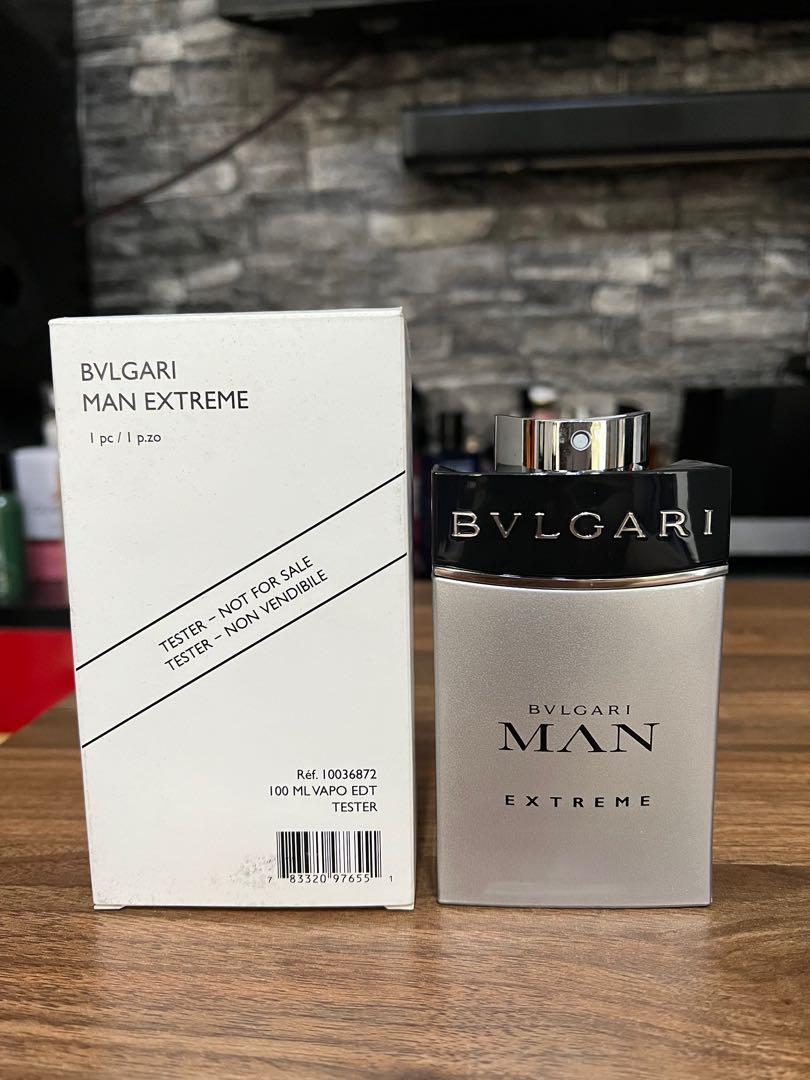 BVLGARI
MAN EXTREME
1 pc / 1 p.zo
TESTER – NOT FOR SALE
TESTER – NON VENDIBILE
Réf. 10036872
100 ML VAPO EDT
TESTER
7 83320 97655 1
BVLGARI
BVLGARI
MAN
EXTREME